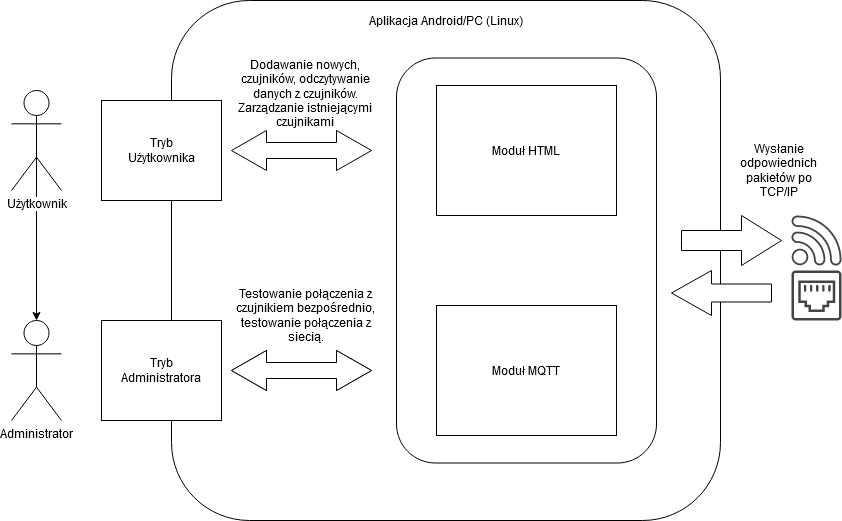 Aplikacja Android/PC (Linux)
Dodawanie nowych,
czujników, odczytywanie
danych z czujników.
Zarządzanie istniejącymi
czujnikami
Tryb
Użytkownika
Moduł HTML
Wysłanie
odpowiednich
pakietów po
TCP/IP
Użytkownik
Testowanie połączenia z
czujnikiem bezpośrednio,
testowanie połączenia z
siecią.
Tryb
Administratora
Moduł MQTT
Administrator